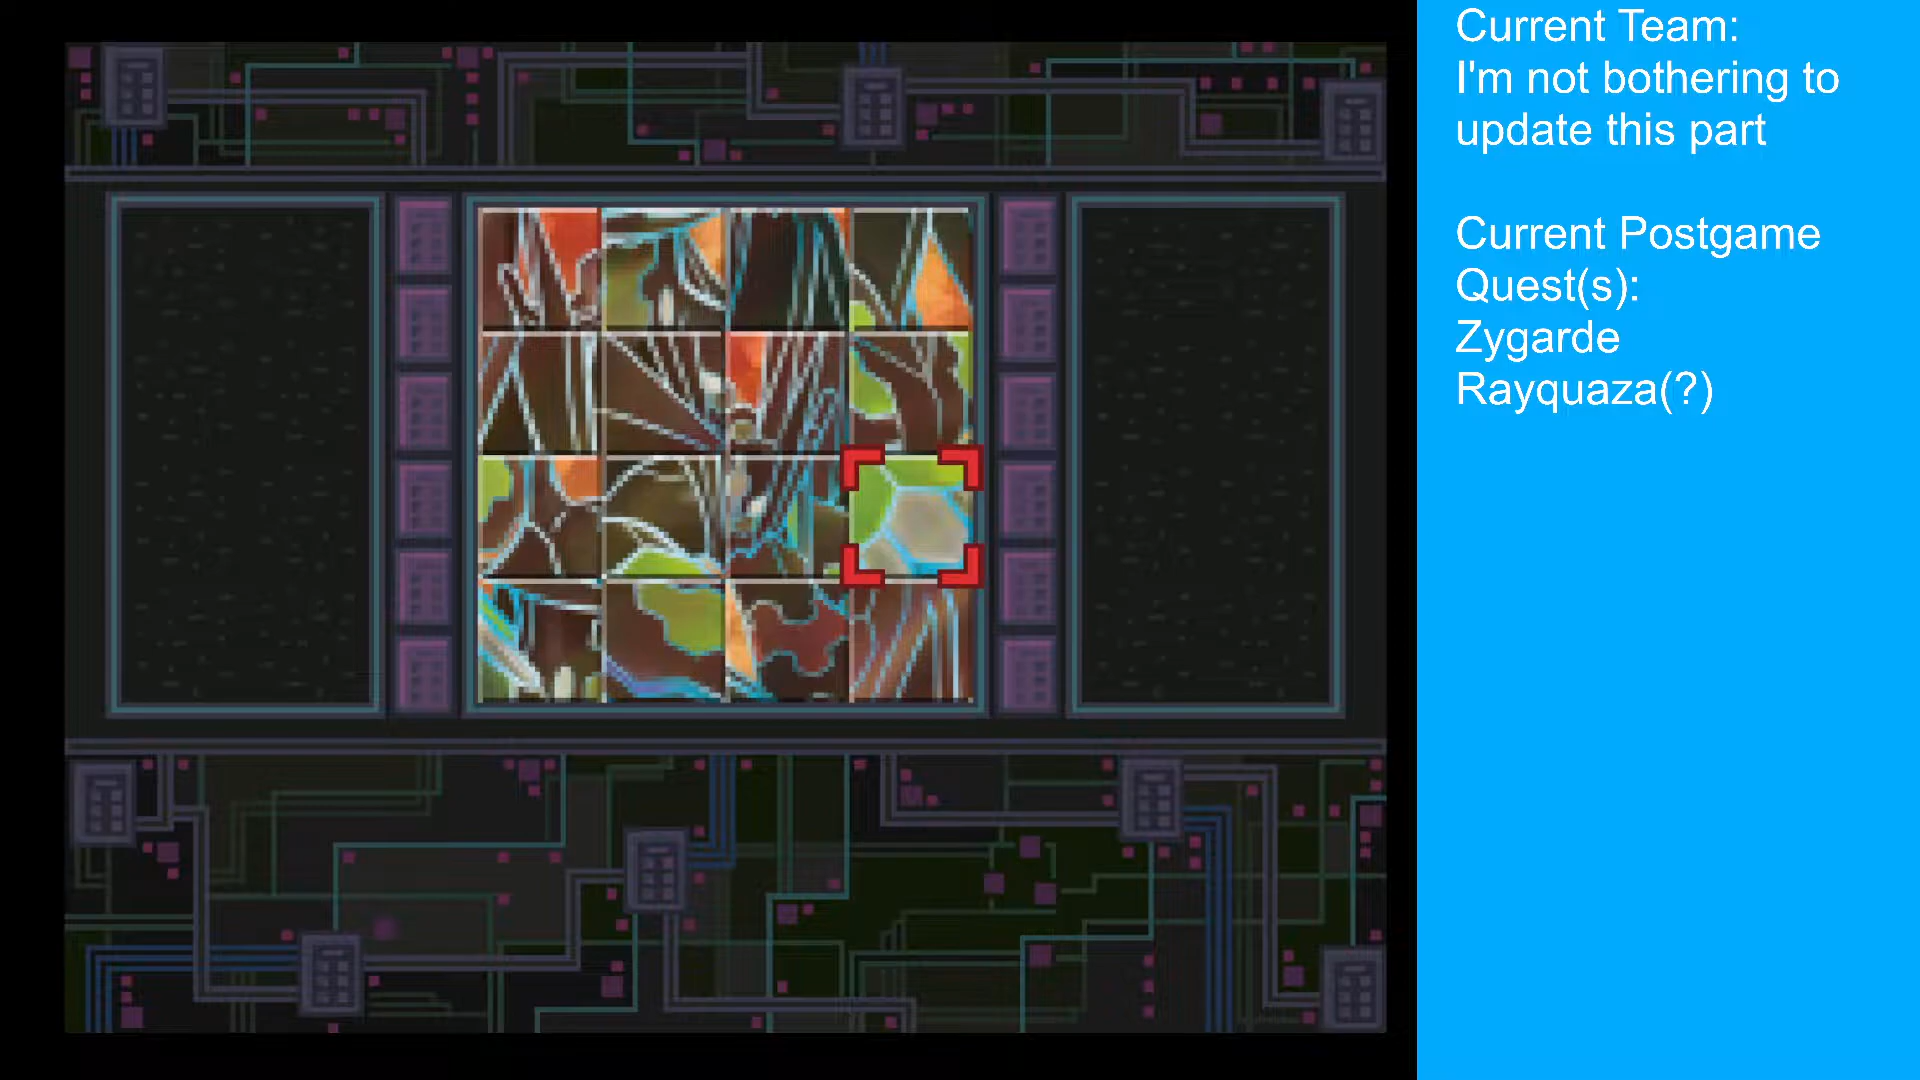 Current Team:
I'm not bothering to
update this part
Current Postgame
Quest(s):
Zygarde
Rayquaza(?)